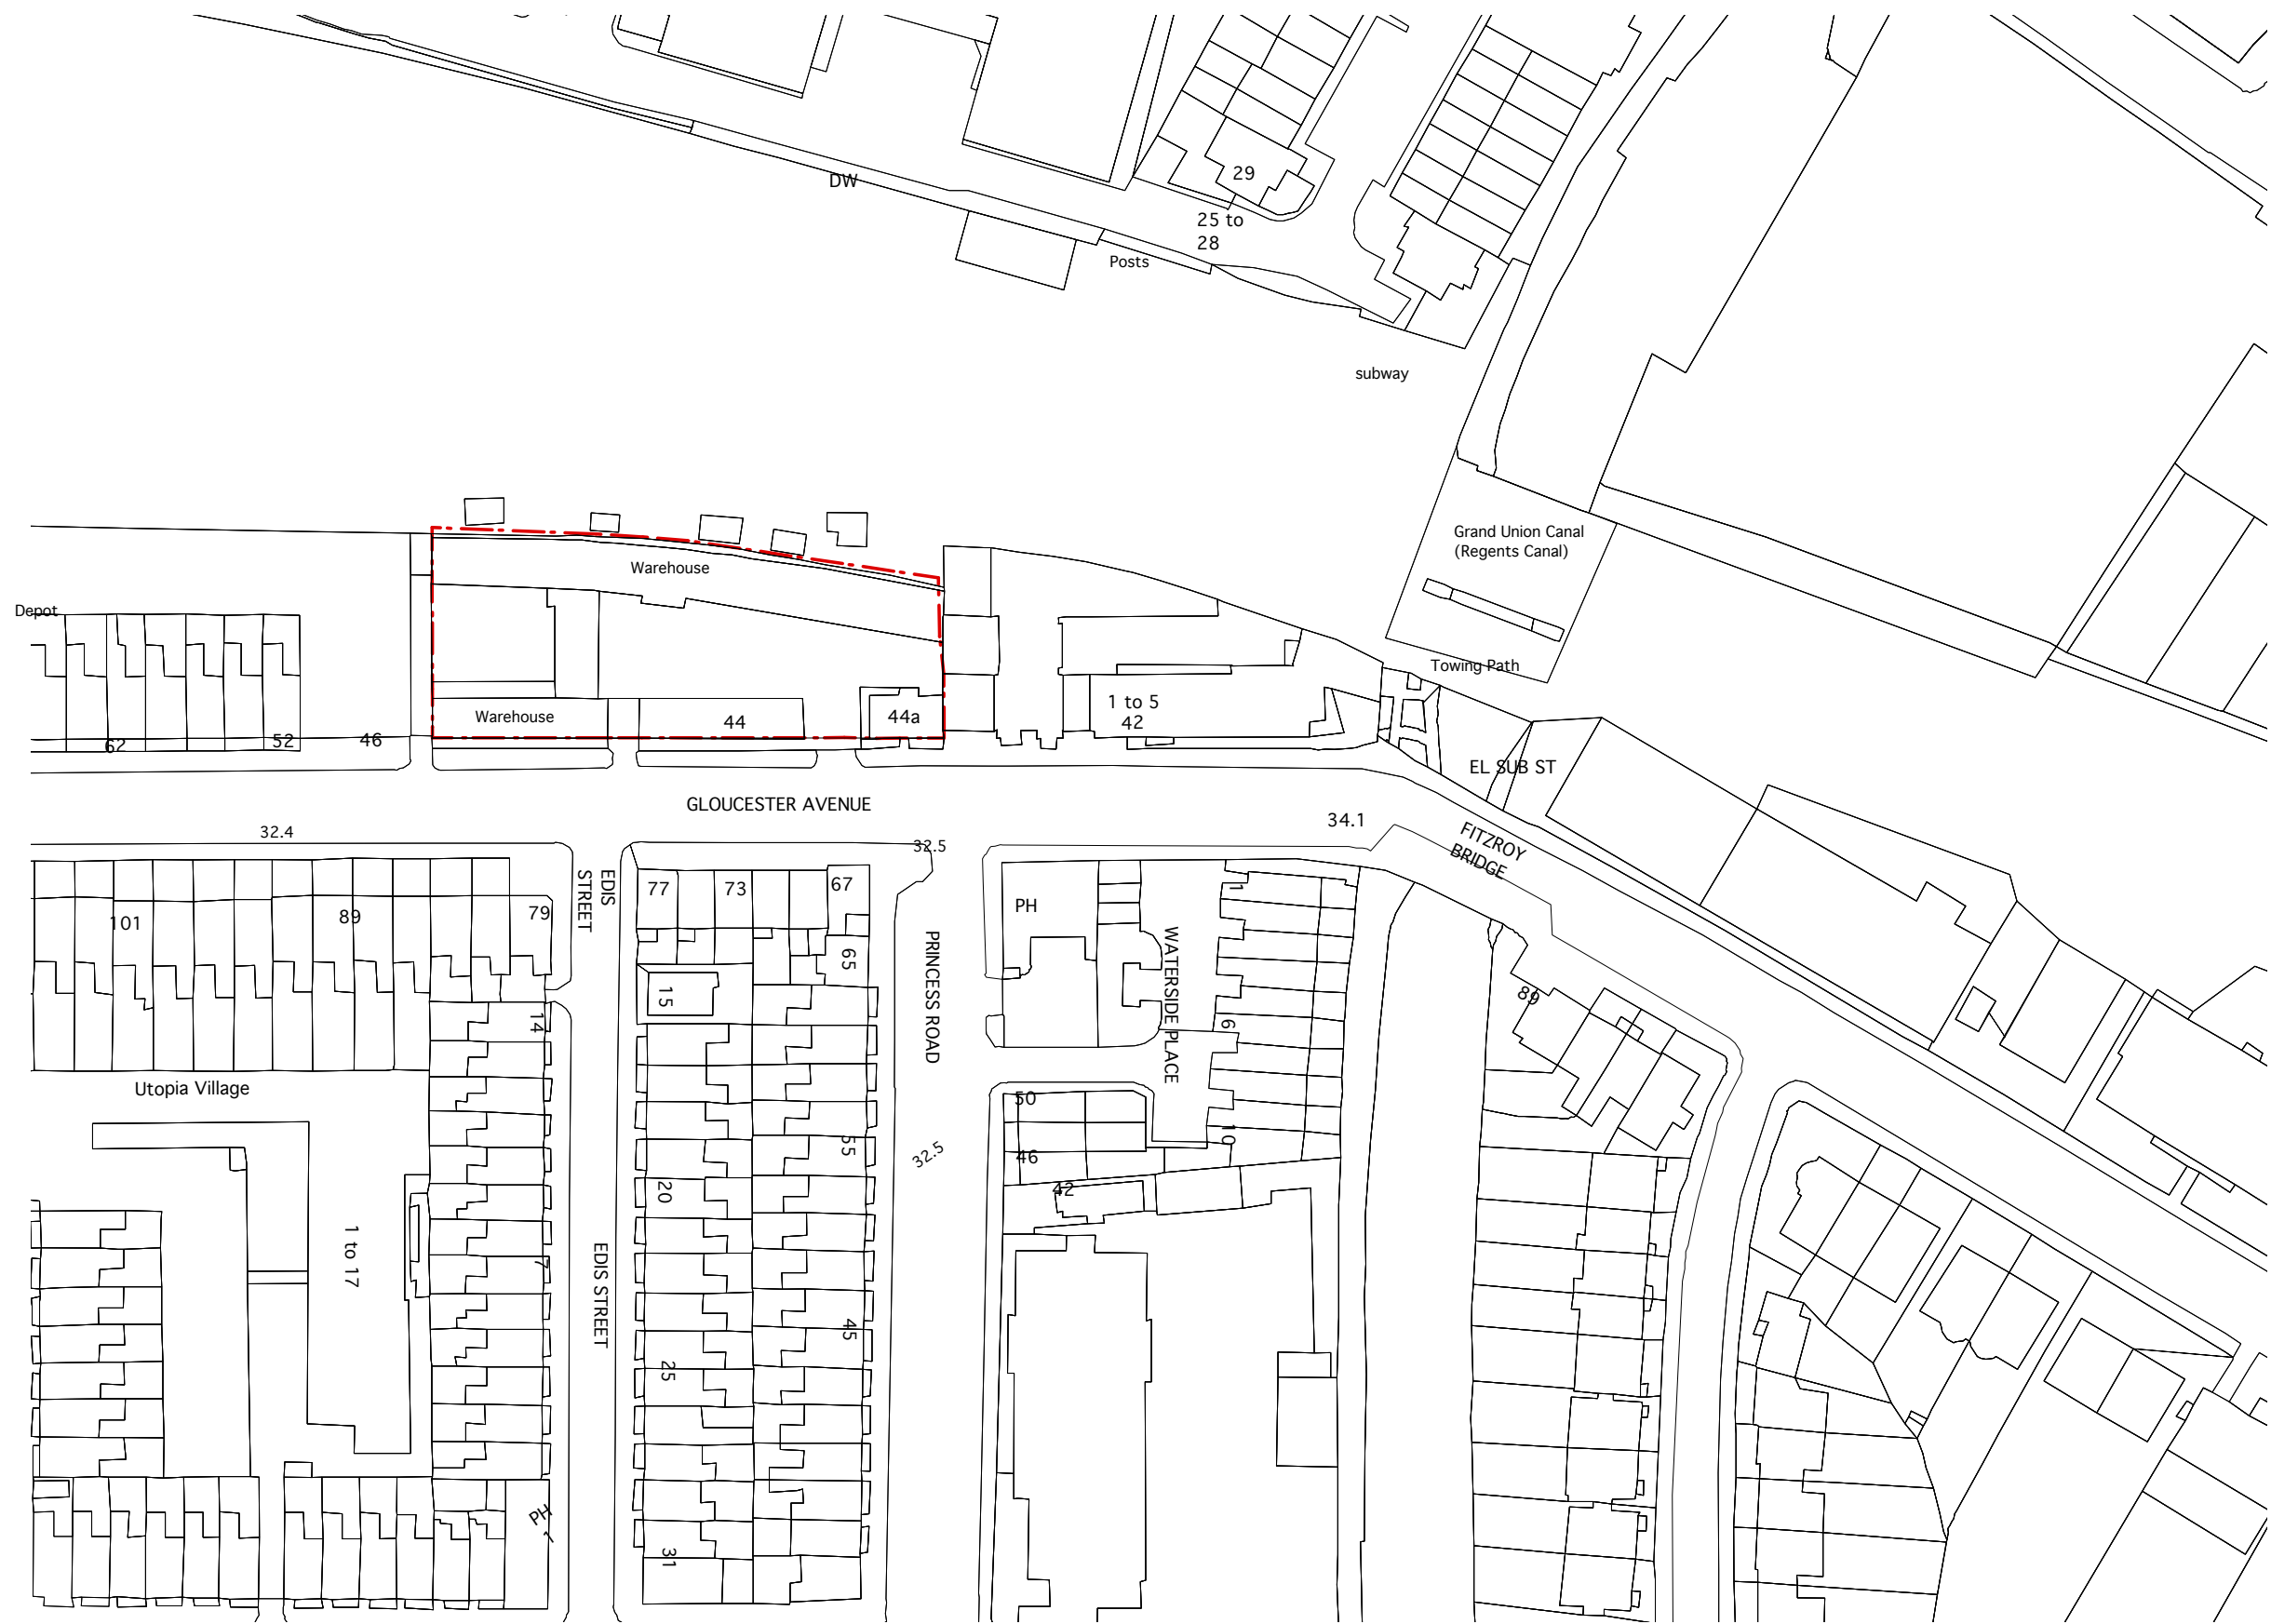 DW
29
25 to
28
Posts
subway
Grand Union Canal
(Regents Canal)
Warehouse
Depot
Towing Path
1 to 5
42
Warehouse
44
44a
62
52
46
EL SUB ST
GLOUCESTER AVENUE
32.4
34.1
32.5
FITZROY
BRIDGE
EDIS
STREET
77
73
67
1
PH
101
89
79
65
PRINCESS ROAD
WATERSIDE PLACE
15
14
6
89
Utopia Village
50
10
55
46
32.5
42
20
1 to 17
7
EDIS STREET
45
25
PH
1
31